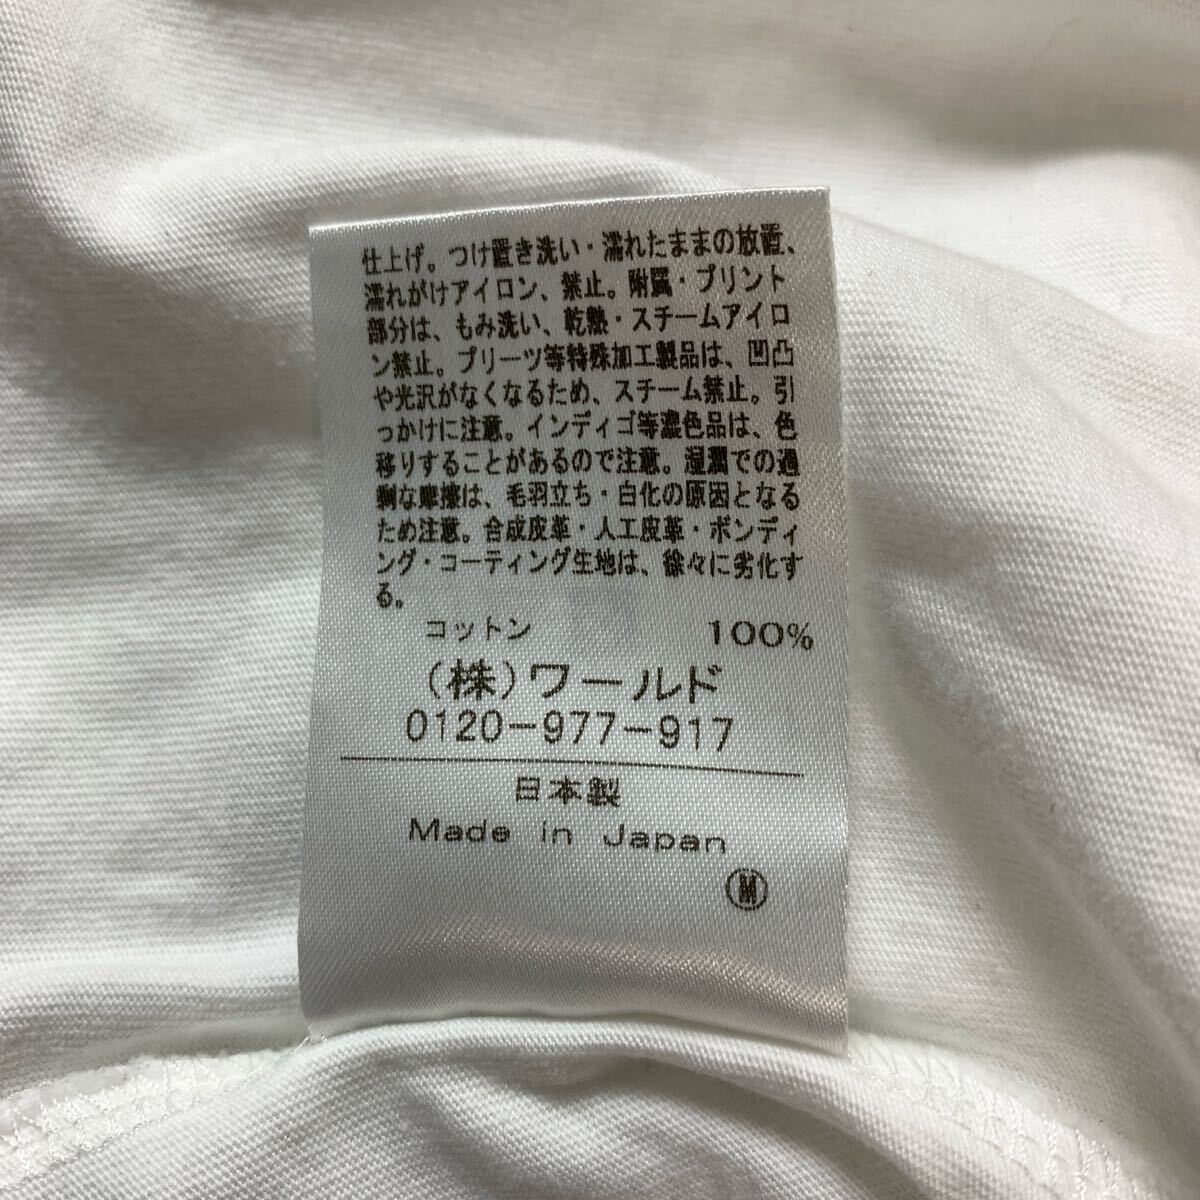 仕上げ。つけ置き洗い・濡れたままの放置、
濡れがけアイロン、禁止。附属・プリント
部分は、もみ洗い、乾熱・スチームアイロ
ン禁止。プリーツ等特殊加工製品は、凹凸
や光沢がなくなるため、スチーム禁止。引
っかけに注意。インディゴ等濃色品は、色
移りすることがあるので注意。湿潤での過
剰な摩擦は、毛羽立ち・白化の原因となる
ため注意。合成皮革・人工皮革・ボンディ
ング・コーティング生地は、徐々に劣化す
る。
コットン 100%
(株)ワールド
0120-977-917
日本製
Made in Japan
Ⓜ